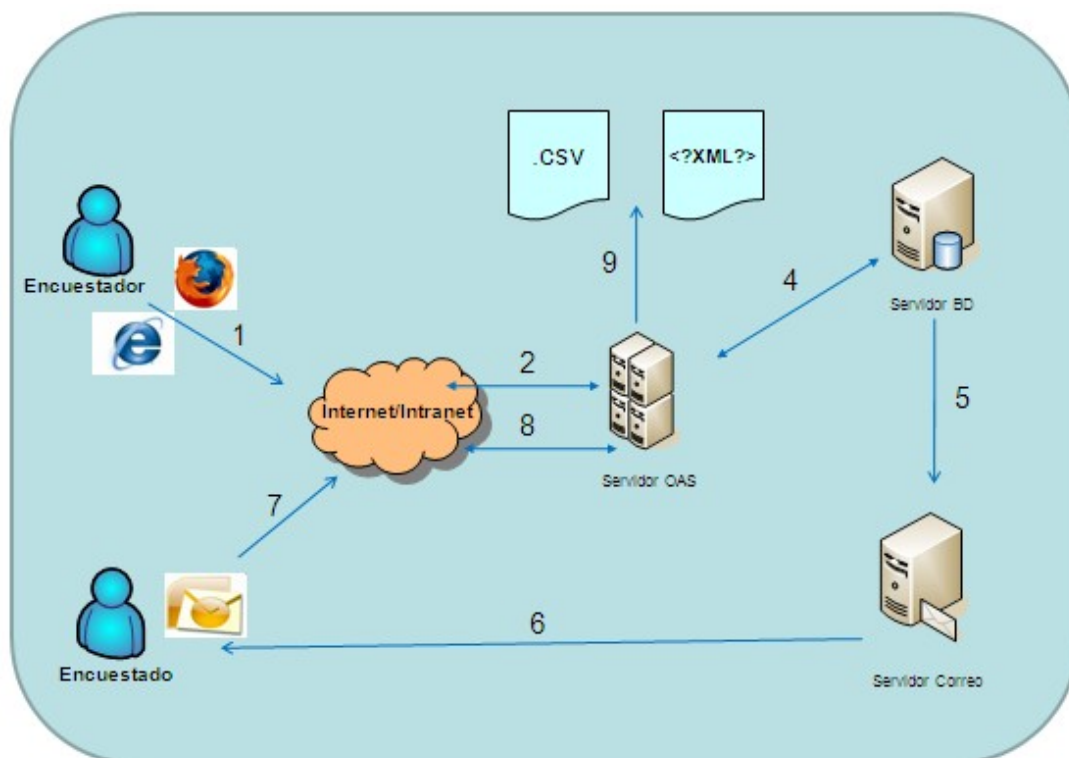 .CSV
<?XML?>
Encuestador
1
9
4
Servidor BD
2
Internet/Intranet
8
5
Servidor OAS
7
6
Encuestado
Servidor Correo